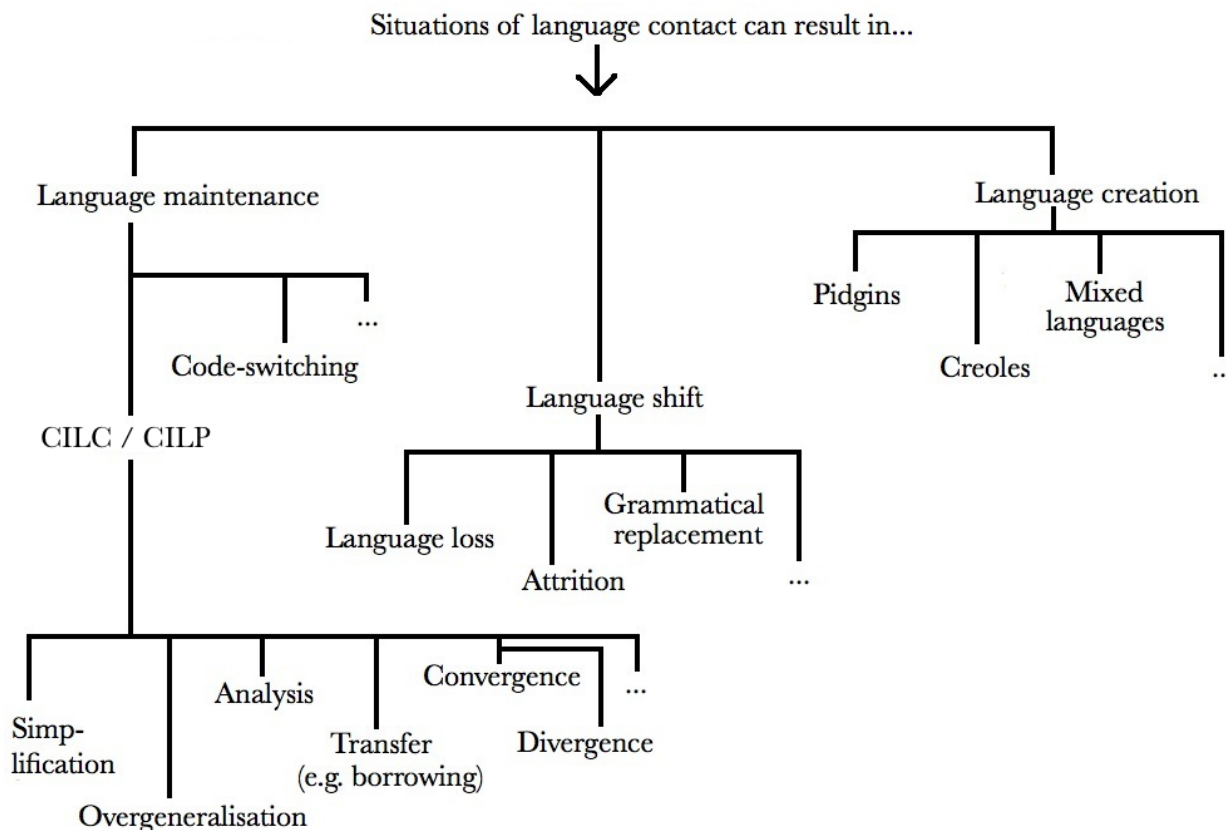 Situations of language contact can result in...
Language maintenance
Language creation
Pidgins
Mixed
languages
Creoles
..
...
Code-switching
Language shift
CILC / CILP
Language loss
Attrition
Grammatical
replacement
...
Simp-
lification
Overgeneralisation
Analysis
Transfer
(e.g. borrowing)
Convergence
Divergence
...